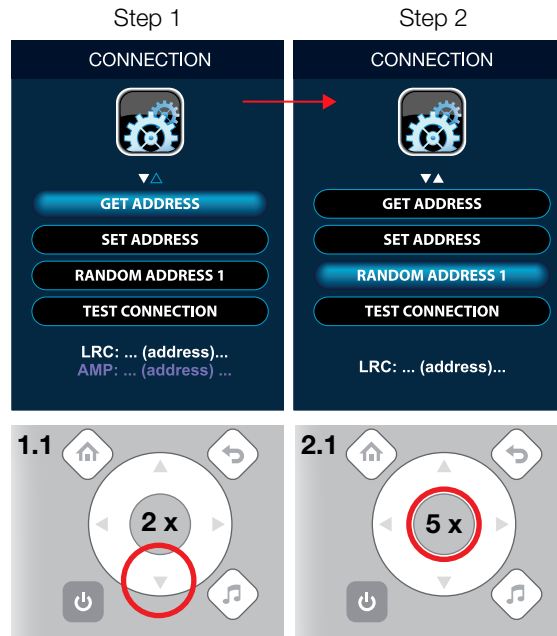 Step 1
Step 2
CONNECTION
GET ADDRESS
SET ADDRESS
RANDOM ADDRESS 1
TEST CONNECTION
LRC: ... (address)...
AMP: ... (address) ...
CONNECTION
GET ADDRESS
SET ADDRESS
RANDOM ADDRESS 1
TEST CONNECTION
LRC: ... (address)...
1.1
2 x
2.1
5 x